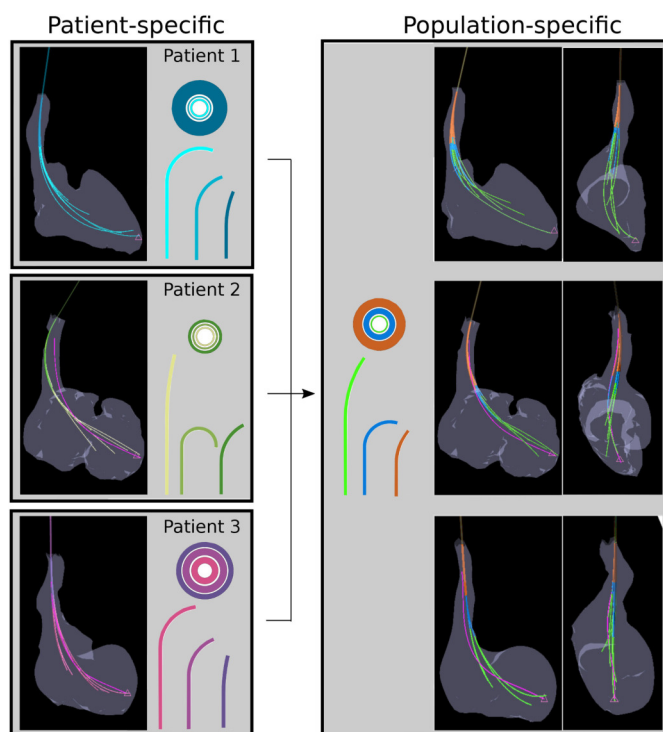 Patient-specific
Population-specific
Patient 1
Patient 2
Patient 3